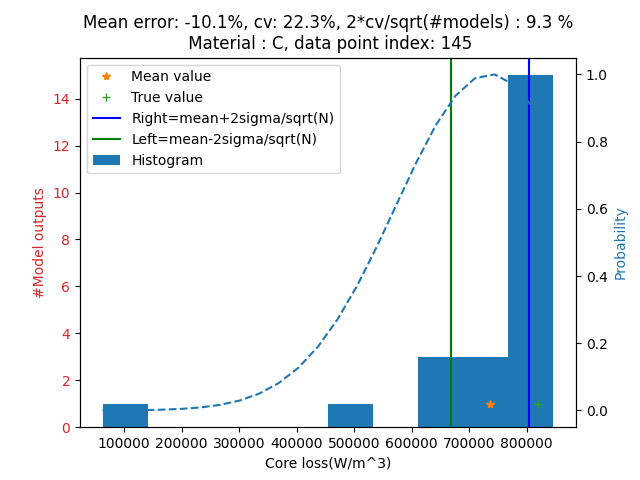 Mean error: -10.1%, cv: 22.3%, 2*cv/sqrt(#models) : 9.3 %
Material : C, data point index: 145
Mean value
True value
Right=mean+2sigma/sqrt(N)
Left=mean-2sigma/sqrt(N)
Histogram
#Model outputs
14
12
10
8
6
4
2
0
1.0
0.8
0.6
0.4
0.2
0.0
Probability
100000 200000 300000 400000 500000 600000 700000 800000
Core loss(W/m^3)